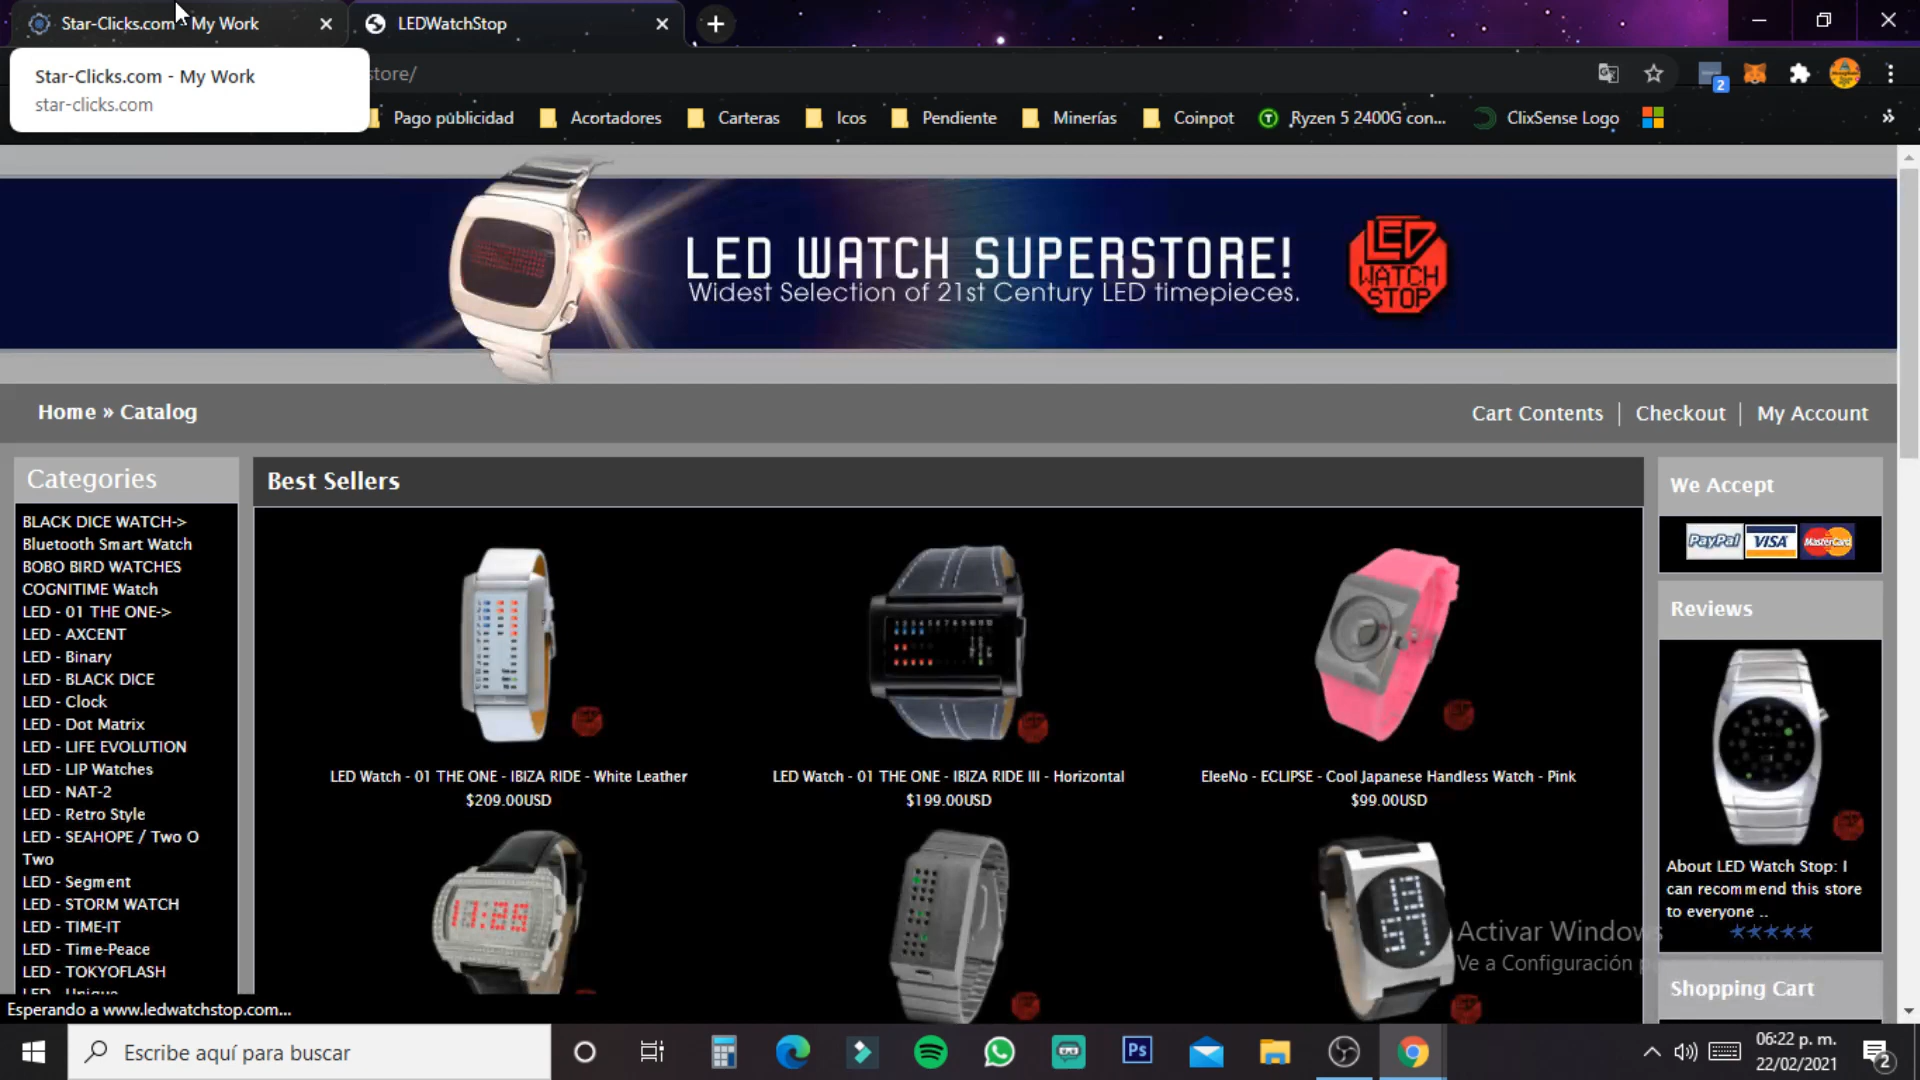 Star-Clicks.com - My Work
LEDWatchStop
Star-Clicks.com - My Work
star-clicks.com
store/
2
Pago publicidad
Acortadores
Carteras
Icos
Pendiente
Minerías
Coinpot
Ryzen 5 2400G con...
ClixSense Logo
»
LED WATCH SUPERSTORE!
Widest Selection of 21st Century LED timepieces.
LED
WATCH
STOP
Home » Catalog
Cart Contents | Checkout | My Account
Categories
BLACK DICE WATCH->
Bluetooth Smart Watch
BOBO BIRD WATCHES
COGNITIME Watch
LED - 01 THE ONE->
LED - AXCENT
LED - Binary
LED - BLACK DICE
LED - Clock
LED - Dot Matrix
LED - LIFE EVOLUTION
LED - LIP Watches
LED - NAT-2
LED - Retro Style
LED - SEAHOPE / Two O
Two
LED - Segment
LED - STORM WATCH
LED - TIME-IT
LED - Time-Peace
LED - TOKYOFLASH
LED - Unique
Best Sellers
LED Watch - 01 THE ONE - IBIZA RIDE - White Leather
$209.00USD
LED Watch - 01 THE ONE - IBIZA RIDE III - Horizontal
$199.00USD
EleeNo - ECLIPSE - Cool Japanese Handless Watch - Pink
$99.00USD
We Accept
PayPal VISA MasterCard
Reviews
About LED Watch Stop: I
can recommend this store
to everyone ..
Shopping Cart
Activar Windows
Ve a Configuración p
Esperando a www.ledwatchstop.com...
Escribe aquí para buscar
Ps
06:22 p. m.
22/02/2021
2